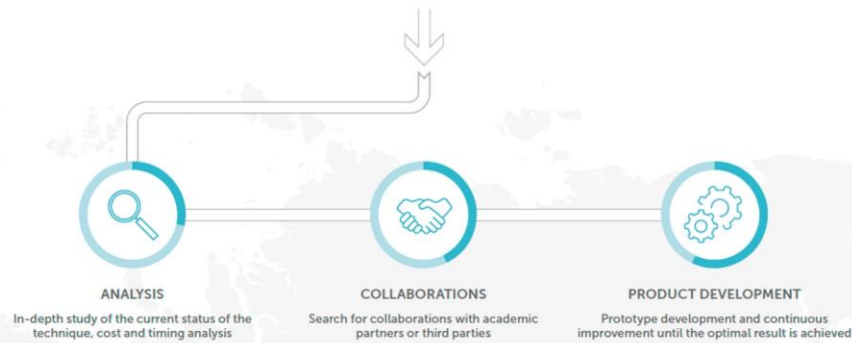 ANALYSIS
In-depth study of the current status of the
technique, cost and timing analysis
COLLABORATIONS
Search for collaborations with academic
partners or third parties
PRODUCT DEVELOPMENT
Prototype development and continuous
improvement until the optimal result is achieved